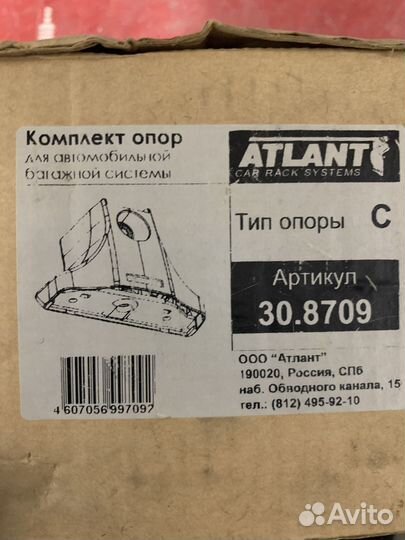 Комплект опор
для автомобильной
багажной системы
ATLANT
CAR RACK SYSTEMS
Тип опоры С
Артикул
30.8709
ООО "Атлант"
190020, Россия, СПб
наб. Обводного канала, 15
тел.: (812) 495-92-10
4 607056 997092
Avito